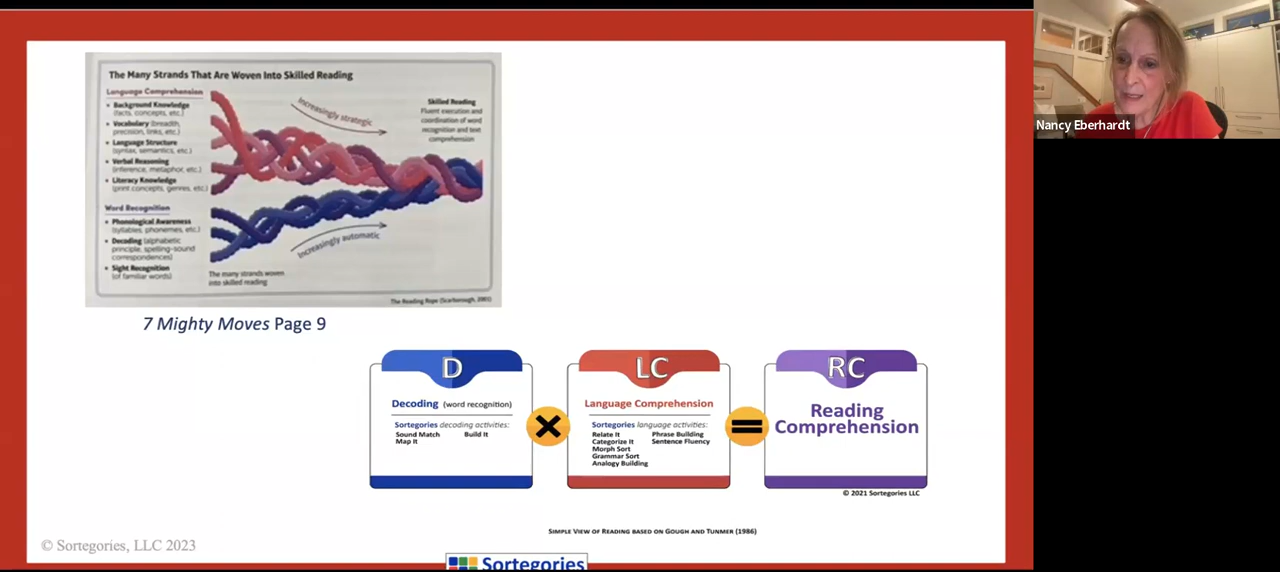 The Many Strands That Are Woven Into Skilled Reading
Language Comprehension
• Background Knowledge
(facts, concepts, etc.)
• Vocabulary (breadth,
precision, links, etc.)
• Language Structure
(syntax, semantics, etc.)
• Verbal Reasoning
(inference, metaphor, etc.)
• Literacy Knowledge
(print concepts, genres, etc.)
Word Recognition
• Phonological Awareness
(syllables, phonemes, etc.)
• Decoding (alphabetic
principle, spelling-sound
correspondences)
• Sight Recognition
(of familiar words)
Increasingly strategic
Increasingly automatic
Skilled Reading
Fluent execution and
coordination of word
recognition and text
comprehension
The many strands woven
into skilled reading
The Reading Rope (Scarborough, 2001)
7 Mighty Moves Page 9
D
Decoding (word recognition)
Sortegories decoding activities:
Sound Match Build It
Map It
×
LC
Language Comprehension
Sortegories language activities:
Relate It Phrase Building
Categorize It Sentence Fluency
Morph Sort
Grammar Sort
Analogy Building
=
RC
Reading
Comprehension
© 2021 Sortegories LLC
SIMPLE VIEW OF READING BASED ON GOUGH AND TUNMER (1986)
© Sortegories, LLC 2023
Sortegories
Nancy Eberhardt